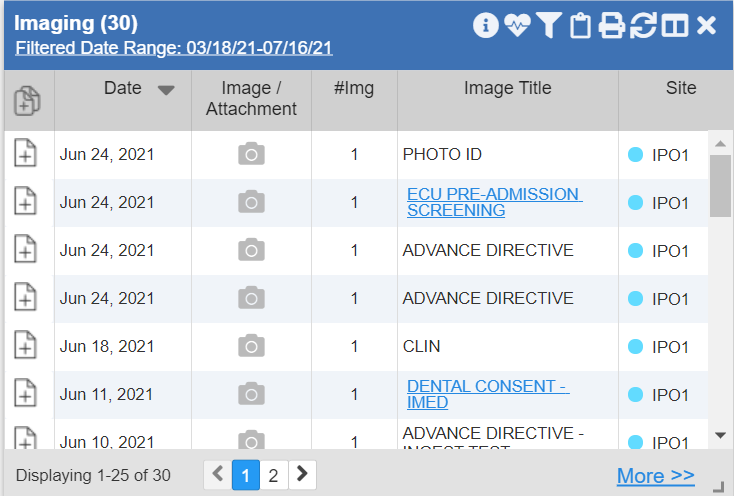 Imaging (30)
Filtered Date Range: 03/18/21-07/16/21
Date Image / #Img Image Title Site
Attachment
Jun 24, 2021 1 PHOTO ID IPO1
Jun 24, 2021 1 ECU PRE-ADMISSION IPO1
SCREENING
Jun 24, 2021 1 ADVANCE DIRECTIVE IPO1
Jun 24, 2021 1 ADVANCE DIRECTIVE IPO1
Jun 18, 2021 1 CLIN IPO1
Jun 11, 2021 1 DENTAL CONSENT - IPO1
IMED
Jun 10, 2021 1 ADVANCE DIRECTIVE - IPO1
INGEST TEST
Displaying 1-25 of 30 1 2 More >>